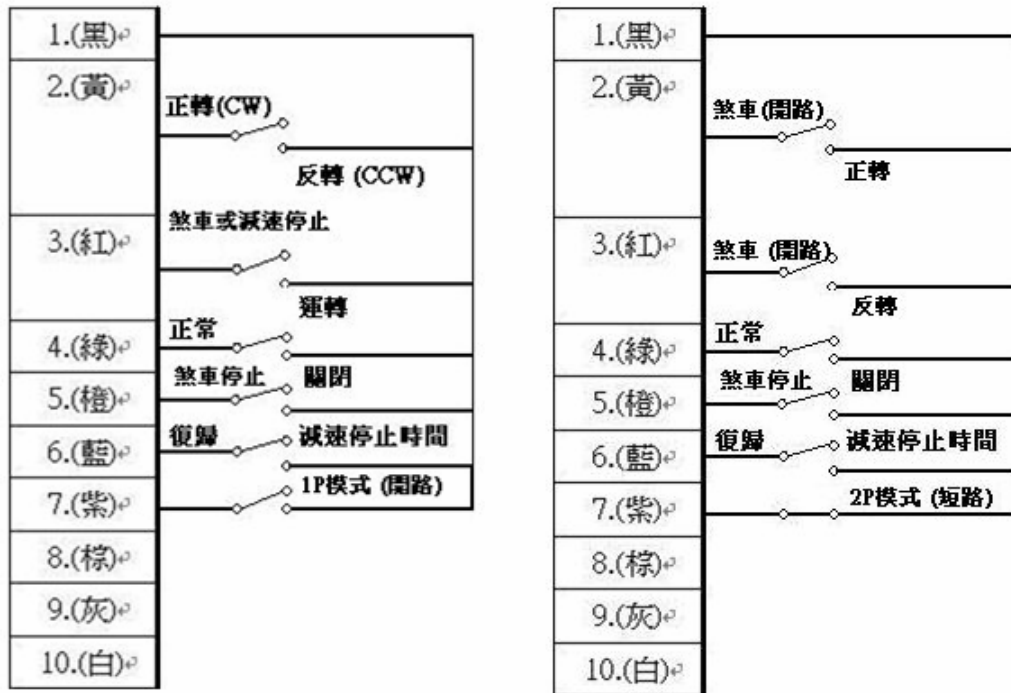 1.(黑)
正轉(CW)
2.(黃)
反轉 (CCW)
煞車或減速停止
3.(紅)
運轉
正常
4.(綠)
煞車停止 關閉
5.(橙)
復歸 減速停止時間
6.(藍)
1P模式 (開路)
7.(紫)
8.(棕)
9.(灰)
10.(白)
1.(黑)
2.(黃)
煞車(開路)
正轉
3.(紅)
煞車 (開路)
反轉
正常
4.(綠)
煞車停止 關閉
5.(橙)
復歸 減速停止時間
6.(藍)
2P模式 (短路)
7.(紫)
8.(棕)
9.(灰)
10.(白)